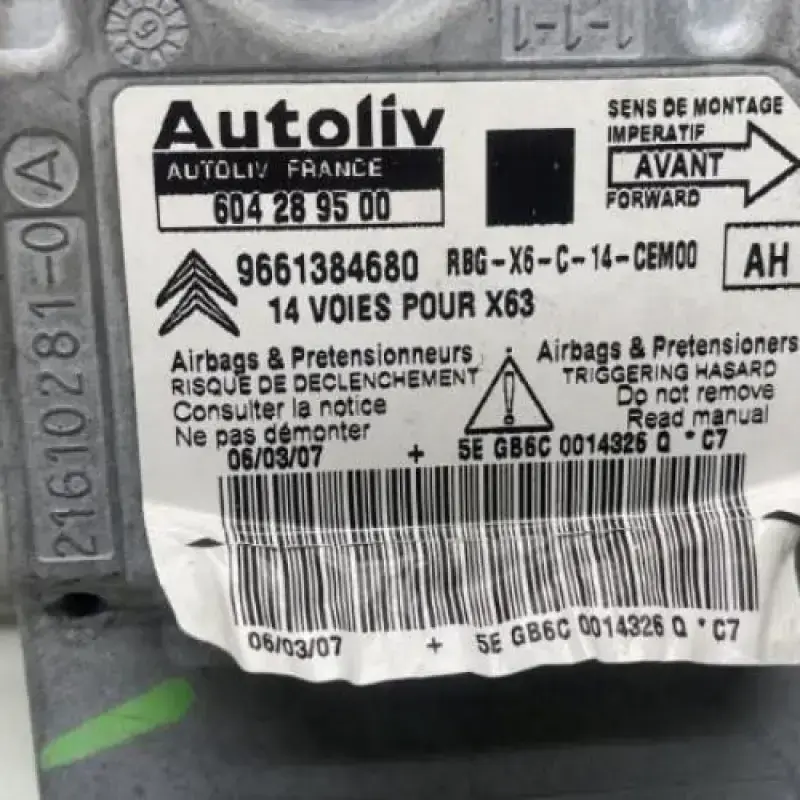 Autoliv
AUTOLIV FRANCE
604 28 95 00
SENS DE MONTAGE
IMPERATIF
AVANT
FORWARD
9661384680 RBG-X6-C-14-CEM00
AH
14 VOIES POUR X63
Airbags & Pretensionneurs
RISQUE DE DECLENCHEMENT
Consulter la notice
Ne pas démonter
Airbags & Pretensioners
TRIGGERING HASARD
Do not remove
Read manual
06/03/07 + 5E GB6C 0014326 Q * C7
06/03/07 + 5E GB6C 0014326 Q * C7
A
21610281-0
1-1-1